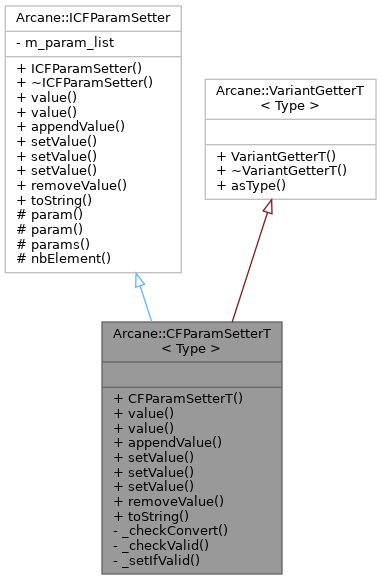 Arcane::ICFParamSetter
- m_param_list
+ ICFParamSetter()
+ ~ICFParamSetter()
+ value()
+ value()
+ appendValue()
+ setValue()
+ setValue()
+ setValue()
+ removeValue()
+ toString()
# param()
# param()
# params()
# nbElement()
Arcane::VariantGetterT
< Type >
+ VariantGetterT()
+ ~VariantGetterT()
+ asType()
Arcane::CFParamSetterT
< Type >
+ CFParamSetterT()
+ value()
+ value()
+ appendValue()
+ setValue()
+ setValue()
+ setValue()
+ removeValue()
+ toString()
- _checkConvert()
- _checkValid()
- _setIfValid()